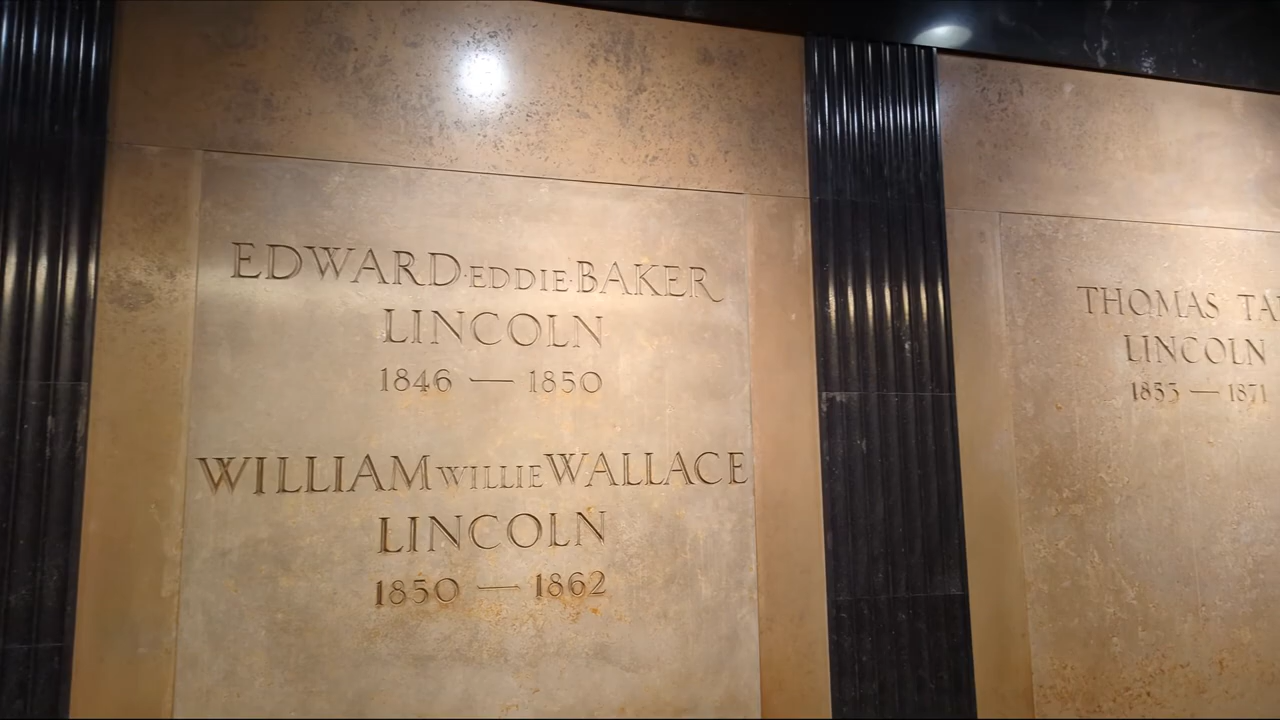 EDWARD·EDDIE·BAKER
LINCOLN
1846 — 1850
WILLIAM WILLIE WALLACE
LINCOLN
1850 — 1862
THOMAS
LINCOLN
1853 — 1871